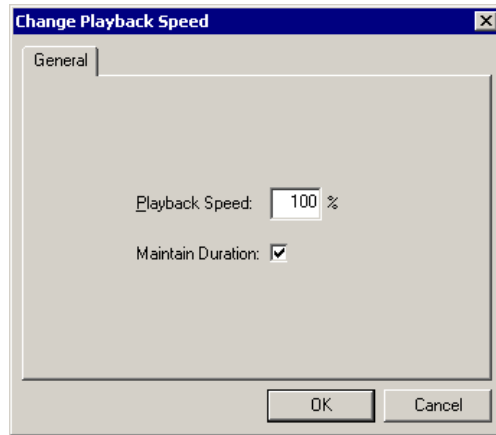 Change Playback Speed
General
Playback Speed: 100 %
Maintain Duration:
OK Cancel